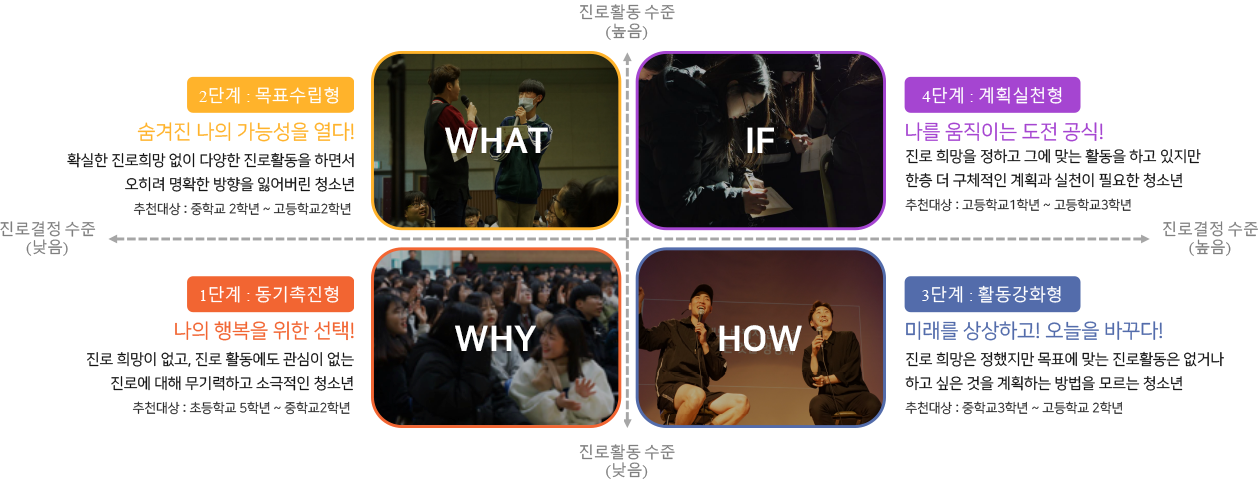 진로활동 수준
(높음)
2단계 : 목표수립형
숨겨진 나의 가능성을 열다!
확실한 진로희망 없이 다양한 진로활동을 하면서
오히려 명확한 방향을 잃어버린 청소년
추천대상 : 중학교 2학년 ~ 고등학교2학년
WHAT
IF
4단계 : 계획실천형
나를 움직이는 도전 공식!
진로 희망을 정하고 그에 맞는 활동을 하고 있지만
한층 더 구체적인 계획과 실천이 필요한 청소년
추천대상 : 고등학교1학년 ~ 고등학교3학년
진로결정 수준
(낮음)
진로결정 수준
(높음)
1단계 : 동기촉진형
나의 행복을 위한 선택!
진로 희망이 없고, 진로 활동에도 관심이 없는
진로에 대해 무기력하고 소극적인 청소년
추천대상 : 초등학교 5학년 ~ 중학교2학년
WHY
HOW
3단계 : 활동강화형
미래를 상상하고! 오늘을 바꾸다!
진로 희망은 정했지만 목표에 맞는 진로활동은 없거나
하고 싶은 것을 계획하는 방법을 모르는 청소년
추천대상 : 중학교3학년 ~ 고등학교 2학년
진로활동 수준
(낮음)